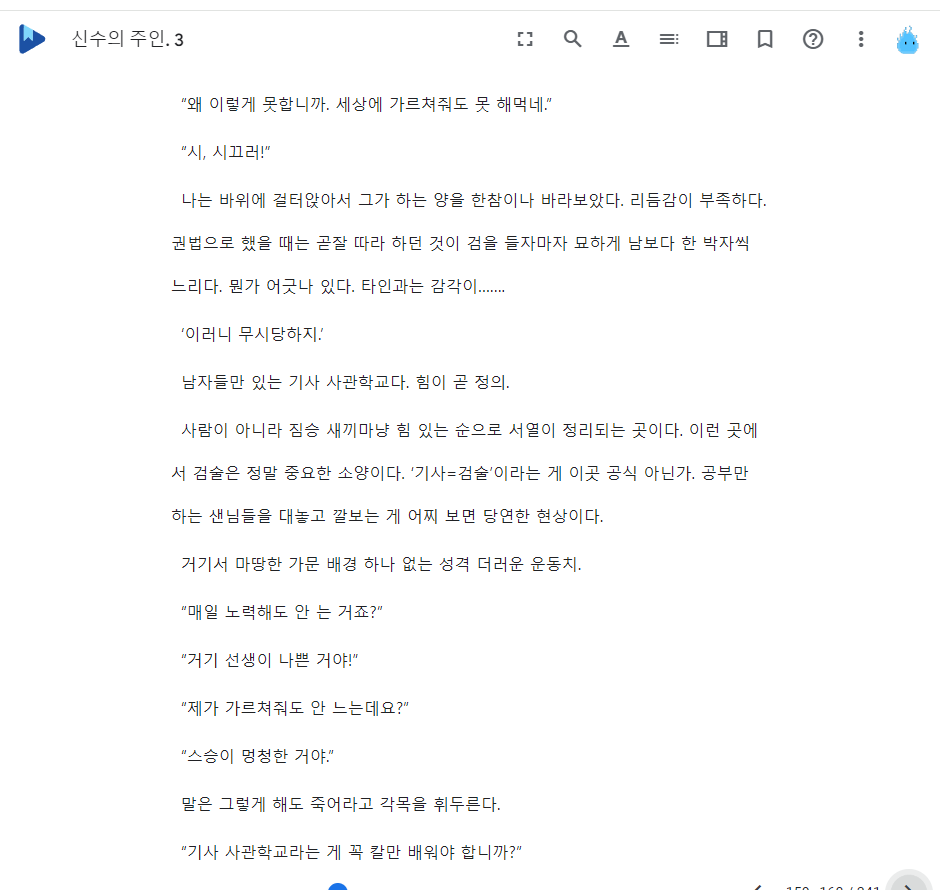 신수의 주인. 3
“왜 이렇게 못합니까. 세상에 가르쳐줘도 못 해먹네.”
“시, 시끄러!”
나는 바위에 걸터앉아서 그가 하는 양을 한참이나 바라보았다. 리듬감이 부족하다.
권법으로 했을 때는 곧잘 따라 하던 것이 검을 들자마자 묘하게 남보다 한 박자씩
느리다. 뭔가 어긋나 있다. 타인과는 감각이…….
‘이러니 무시당하지.’
남자들만 있는 기사 사관학교다. 힘이 곧 정의.
사람이 아니라 짐승 새끼마냥 힘 있는 순으로 서열이 정리되는 곳이다. 이런 곳에
서 검술은 정말 중요한 소양이다. ‘기사=검술’이라는 게 이곳 공식 아닌가. 공부만
하는 샌님들을 대놓고 깔보는 게 어찌 보면 당연한 현상이다.
거기서 마땅한 가문 배경 하나 없는 성격 더러운 운동치.
“매일 노력해도 안 는 거죠?”
“거기 선생이 나쁜 거야!”
“제가 가르쳐줘도 안 느는데요?”
“스승이 멍청한 거야.”
말은 그렇게 해도 죽어라고 각목을 휘두른다.
“기사 사관학교라는 게 꼭 칼만 배워야 합니까?”